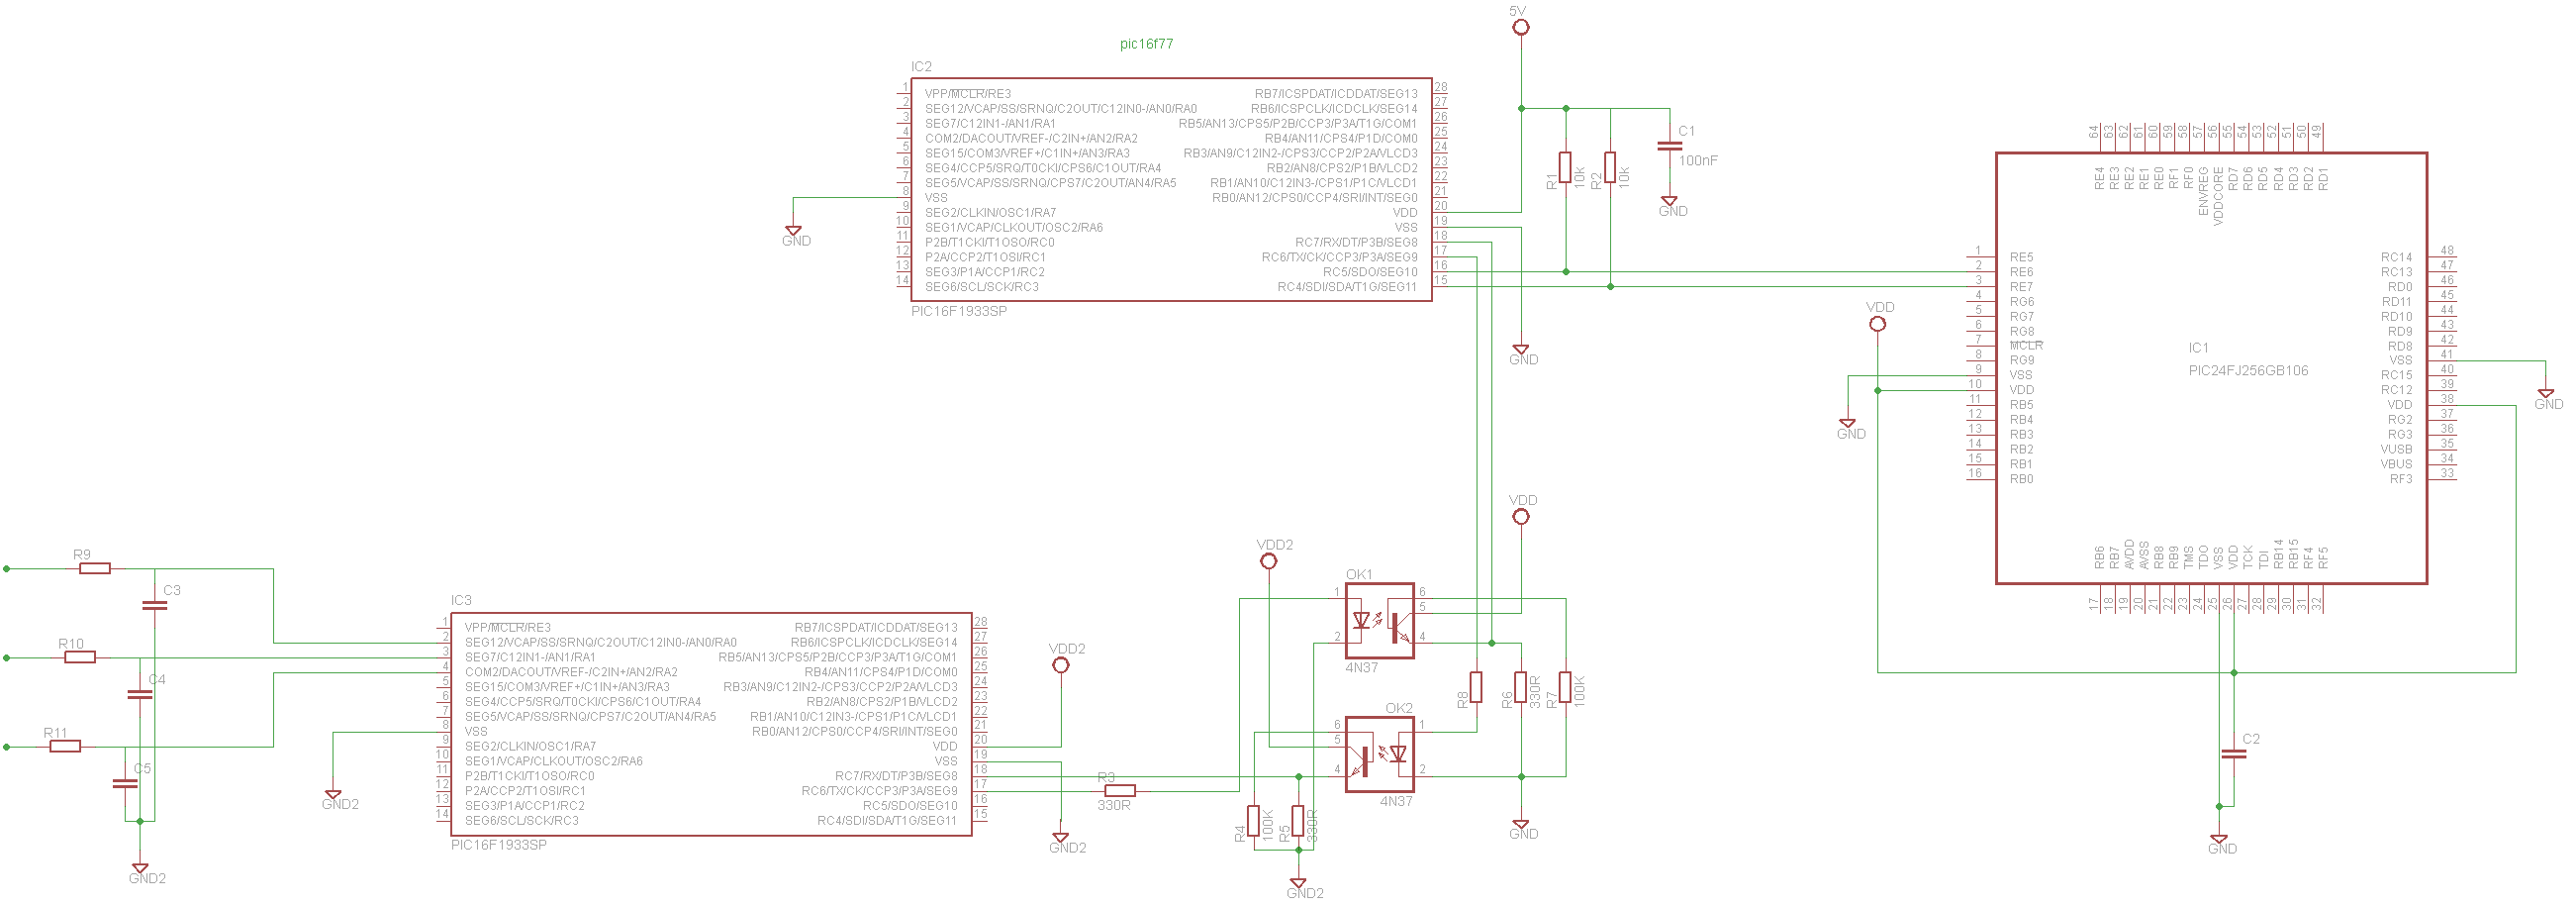 5V
pic16f77
IC2
1 VPP/MCLR/RE3
2 SEG12/VCAP/SS/SRNQ/C2OUT/C12IN0-/AN0/RA0
3 SEG7/C12IN1-/AN1/RA1
4 COM2/DACOUT/VREF-/C2IN+/AN2/RA2
5 SEG15/COM3/VREF+/C1IN+/AN3/RA3
6 SEG4/CCP5/SRQ/T0CKI/CPS6/C1OUT/RA4
7 SEG5/VCAP/SS/SRNQ/CPS7/C2OUT/AN4/RA5
8 VSS
9 SEG2/CLKIN/OSC1/RA7
10 SEG1/VCAP/CLKOUT/OSC2/RA6
11 P2B/T1CKI/T1OSO/RC0
12 P2A/CCP2/T1OSI/RC1
13 SEG3/P1A/CCP1/RC2
14 SEG6/SCL/SCK/RC3
RB7/ICSPDAT/ICDDAT/SEG13 28
RB6/ICSPCLK/ICDCLK/SEG14 27
RB5/AN13/CPS5/P2B/CCP3/P3A/T1G/COM1 26
RB4/AN11/CPS4/P1D/COM0 25
RB3/AN9/C12IN2-/CPS3/CCP2/P2A/VLCD3 24
RB2/AN8/CPS2/P1B/VLCD2 23
RB1/AN10/C12IN3-/CPS1/P1C/VLCD1 22
RB0/AN12/CPS0/CCP4/SRI/INT/SEG0 21
VDD 20
VSS 19
RC7/RX/DT/P3B/SEG8 18
RC6/TX/CK/CCP3/P3A/SEG9 17
RC5/SDO/SEG10 16
RC4/SDI/SDA/T1G/SEG11 15
PIC16F1933SP
GND
R1
10k
R2
10k
C1
100nF
GND
GND
64 63 62 61 60 59 58 57 56 55 54 53 52 51 50 49
RE4 RE3 RE2 RE1 RE0 RF1 RF0 ENVREG VDDCORE RD7 RD6 RD5 RD4 RD3 RD2 RD1
1 RE5
2 RE6
3 RE7
4 RG6
5 RG7
6 RG8
7 MCLR
8 RG9
9 VSS
10 VDD
11 RB5
12 RB4
13 RB3
14 RB2
15 RB1
16 RB0
IC1
PIC24FJ256GB106
RC14 48
RC13 47
RD0 46
RD11 45
RD10 44
RD9 43
RD8 42
VSS 41
RC15 40
RC12 39
VDD 38
RG2 37
RG3 36
VUSB 35
VBUS 34
RF3 33
RB6 RB7 AVDD AVSS RB8 RB9 TMS TDO VSS VDD TCK TDI RB14 RB15 RF4 RF5
17 18 19 20 21 22 23 24 25 26 27 28 29 30 31 32
VDD
GND
GND
C2
GND
R9
C3
R10
C4
R11
C5
GND2
GND2
IC3
1 VPP/MCLR/RE3
2 SEG12/VCAP/SS/SRNQ/C2OUT/C12IN0-/AN0/RA0
3 SEG7/C12IN1-/AN1/RA1
4 COM2/DACOUT/VREF-/C2IN+/AN2/RA2
5 SEG15/COM3/VREF+/C1IN+/AN3/RA3
6 SEG4/CCP5/SRQ/T0CKI/CPS6/C1OUT/RA4
7 SEG5/VCAP/SS/SRNQ/CPS7/C2OUT/AN4/RA5
8 VSS
9 SEG2/CLKIN/OSC1/RA7
10 SEG1/VCAP/CLKOUT/OSC2/RA6
11 P2B/T1CKI/T1OSO/RC0
12 P2A/CCP2/T1OSI/RC1
13 SEG3/P1A/CCP1/RC2
14 SEG6/SCL/SCK/RC3
RB7/ICSPDAT/ICDDAT/SEG13 28
RB6/ICSPCLK/ICDCLK/SEG14 27
RB5/AN13/CPS5/P2B/CCP3/P3A/T1G/COM1 26
RB4/AN11/CPS4/P1D/COM0 25
RB3/AN9/C12IN2-/CPS3/CCP2/P2A/VLCD3 24
RB2/AN8/CPS2/P1B/VLCD2 23
RB1/AN10/C12IN3-/CPS1/P1C/VLCD1 22
RB0/AN12/CPS0/CCP4/SRI/INT/SEG0 21
VDD 20
VSS 19
RC7/RX/DT/P3B/SEG8 18
RC6/TX/CK/CCP3/P3A/SEG9 17
RC5/SDO/SEG10 16
RC4/SDI/SDA/T1G/SEG11 15
PIC16F1933SP
VDD2
GND2
R3
330R
VDD2
VDD
OK1
1
2
6
5
4
4N37
R8
R6
330R
R7
100K
OK2
6
5
4
1
2
4N37
R4
100K
R5
330R
GND2
GND